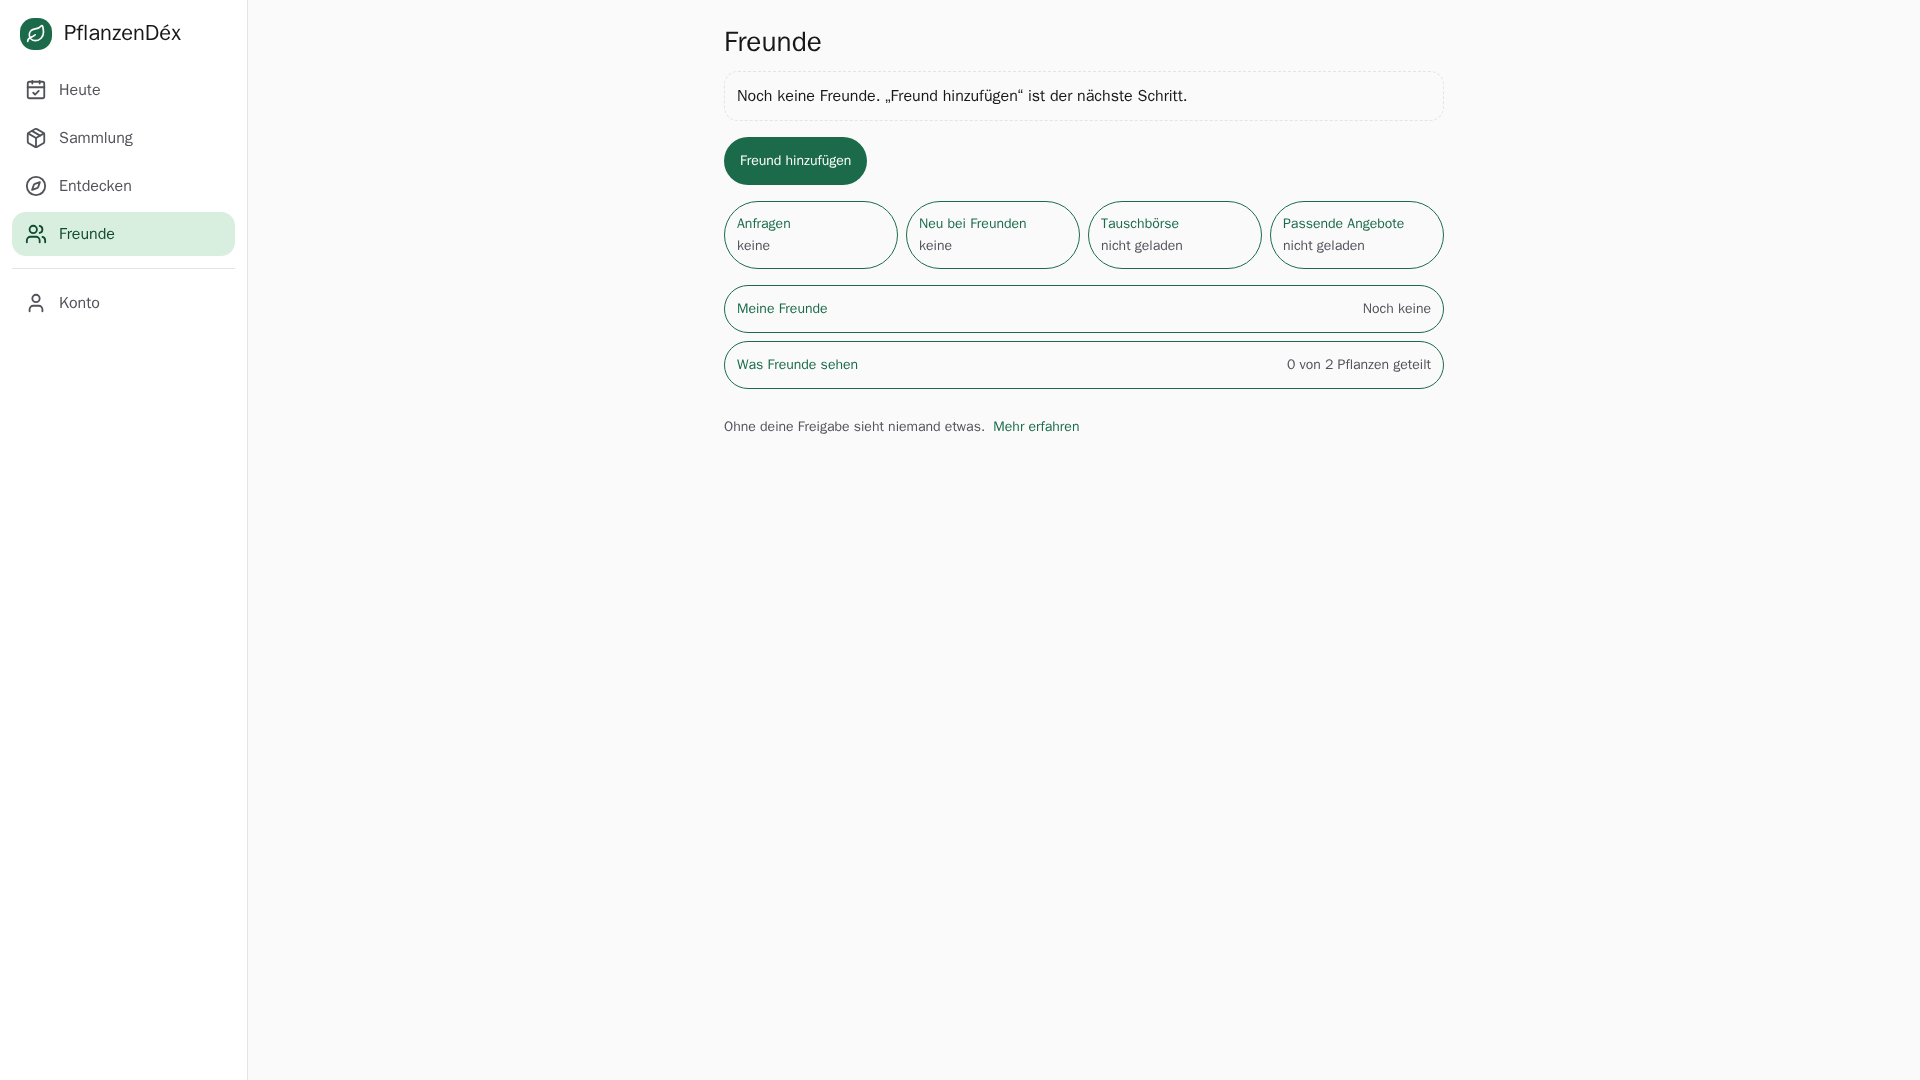 PflanzenDéx
Heute
Sammlung
Entdecken
Freunde
Konto
Freunde
Noch keine Freunde. „Freund hinzufügen“ ist der nächste Schritt.
Freund hinzufügen
Anfragen
keine
Neu bei Freunden
keine
Tauschbörse
nicht geladen
Passende Angebote
nicht geladen
Meine Freunde
Noch keine
Was Freunde sehen
0 von 2 Pflanzen geteilt
Ohne deine Freigabe sieht niemand etwas. Mehr erfahren